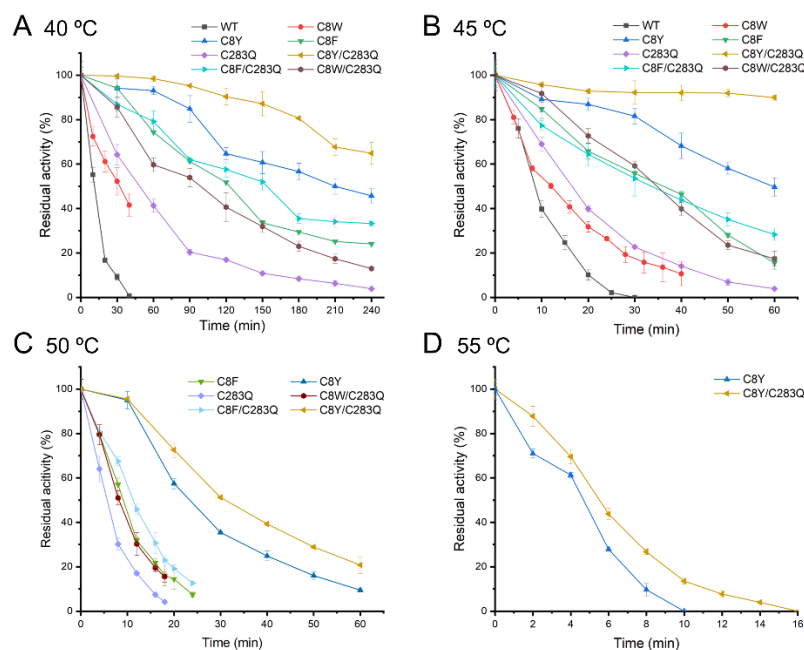 A 40 ºC
WT
C8W
C8Y
C8F
C283Q
C8Y/C283Q
C8F/C283Q
C8W/C283Q
Residual activity (%)
120
100
80
60
40
20
0
0 30 60 90 120 150 180 210 240
Time (min)
B 45 ºC
WT
C8W
C8Y
C8F
C283Q
C8Y/C283Q
C8F/C283Q
C8W/C283Q
Residual activity (%)
120
100
80
60
40
20
0
0 10 20 30 40 50 60
Time (min)
C 50 ºC
C8F
C8Y
C283Q
C8W/C283Q
C8F/C283Q
C8Y/C283Q
Residual acitivity (%)
100
80
60
40
20
0
0 10 20 30 40 50 60
Time (min)
D 55 ºC
C8Y
C8Y/C283Q
Residual activity (%)
100
80
60
40
20
0
0 2 4 6 8 10 12 14 16
Time (min)